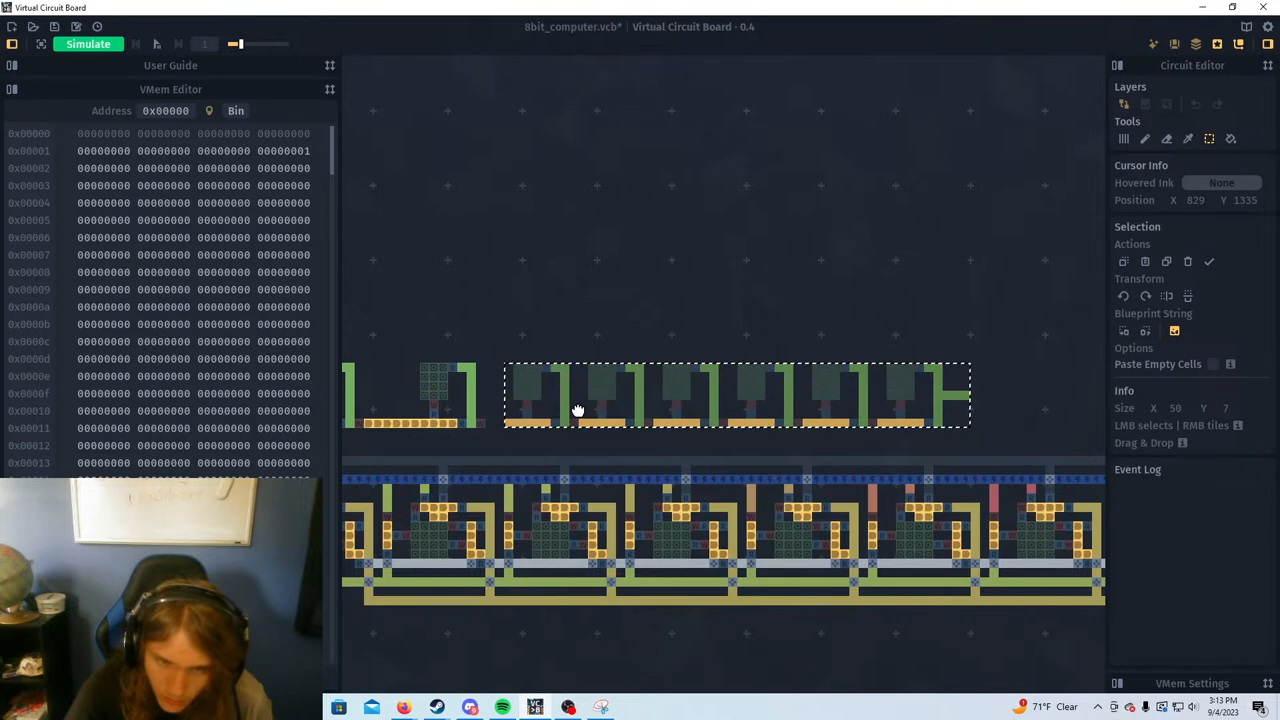 Virtual Circuit Board
8bit_computer.vcb* | Virtual Circuit Board · 0.4
Simulate
1
User Guide
VMem Editor
Address 0x00000 Bin
0x00000 00000000 00000000 00000000 00000000
0x00001 00000000 00000000 00000000 00000001
0x00002 00000000 00000000 00000000 00000000
0x00003 00000000 00000000 00000000 00000000
0x00004 00000000 00000000 00000000 00000000
0x00005 00000000 00000000 00000000 00000000
0x00006 00000000 00000000 00000000 00000000
0x00007 00000000 00000000 00000000 00000000
0x00008 00000000 00000000 00000000 00000000
0x00009 00000000 00000000 00000000 00000000
0x0000a 00000000 00000000 00000000 00000000
0x0000b 00000000 00000000 00000000 00000000
0x0000c 00000000 00000000 00000000 00000000
0x0000d 00000000 00000000 00000000 00000000
0x0000e 00000000 00000000 00000000 00000000
0x0000f 00000000 00000000 00000000 00000000
0x00010 00000000 00000000 00000000 00000000
0x00011 00000000 00000000 00000000 00000000
0x00012 00000000 00000000 00000000 00000000
0x00013 00000000 00000000 00000000 00000000
Circuit Editor
Layers
Tools
Cursor Info
Hovered Ink None
Position X 829 Y 1335
Selection
Actions
Transform
Blueprint String
Options
Paste Empty Cells
Info
Size X 50 Y 7
LMB selects | RMB tiles
Drag & Drop
Event Log
VMem Settings
71°F Clear
3:13 PM
9/4/2023